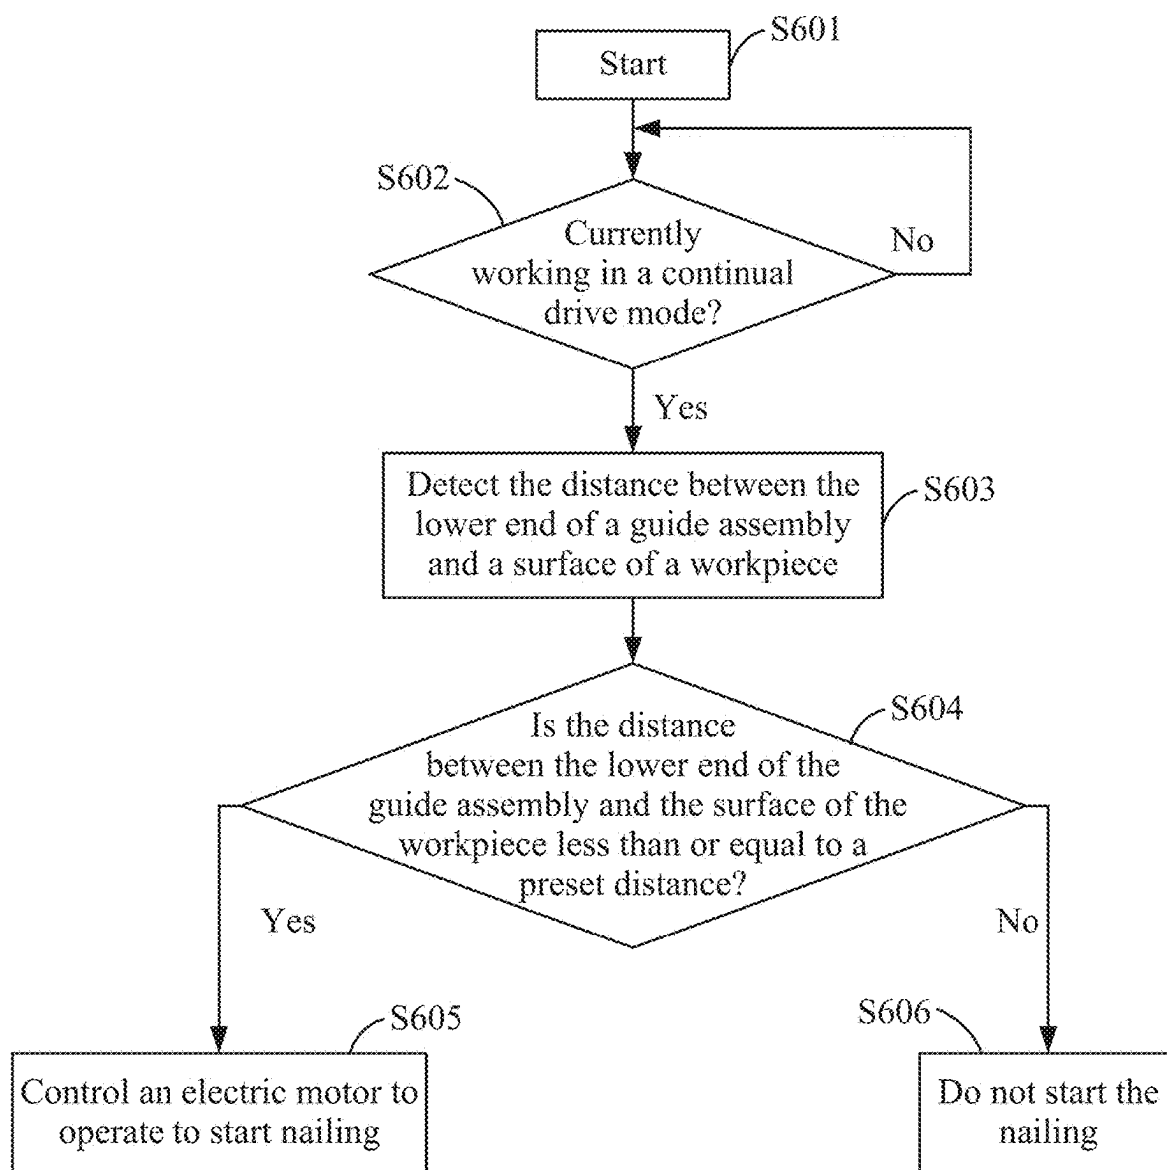 S601
Start
S602
Currently
working in a continual
drive mode?
No
Yes
Detect the distance between the
lower end of a guide assembly
and a surface of a workpiece
S603
S604
Is the distance
between the lower end of the
guide assembly and the surface of the
workpiece less than or equal to a
preset distance?
Yes
No
S605
Control an electric motor to
operate to start nailing
S606
Do not start the
nailing